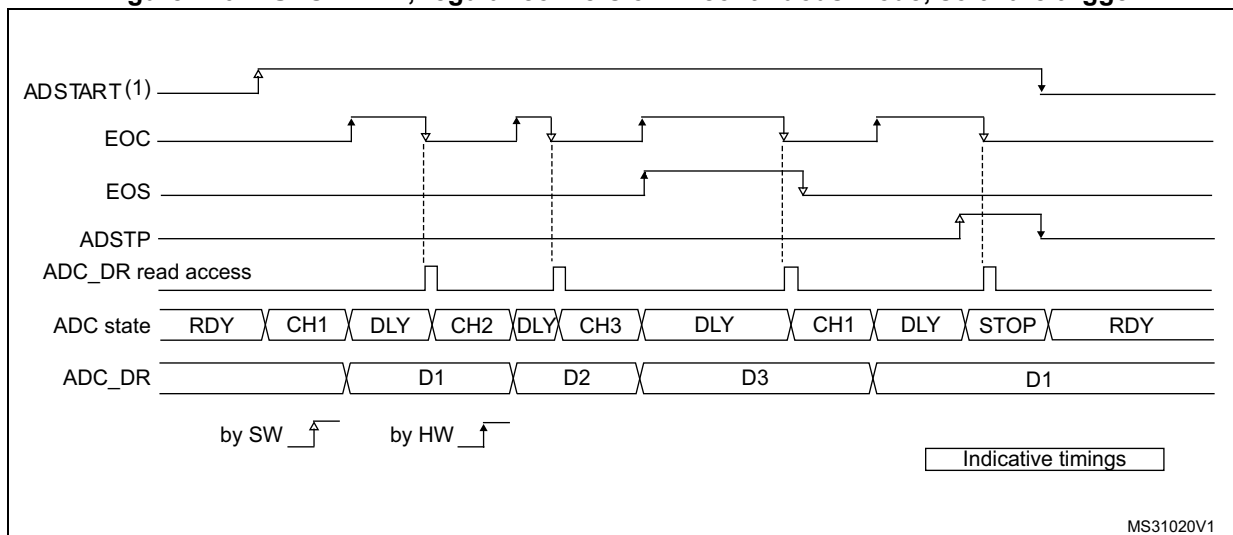 ADSTART (1)
EOC
EOS
ADSTP
ADC_DR read access
ADC state RDY CH1 DLY CH2 DLY CH3 DLY CH1 DLY STOP RDY
ADC_DR D1 D2 D3 D1
by SW by HW
Indicative timings
MS31020V1